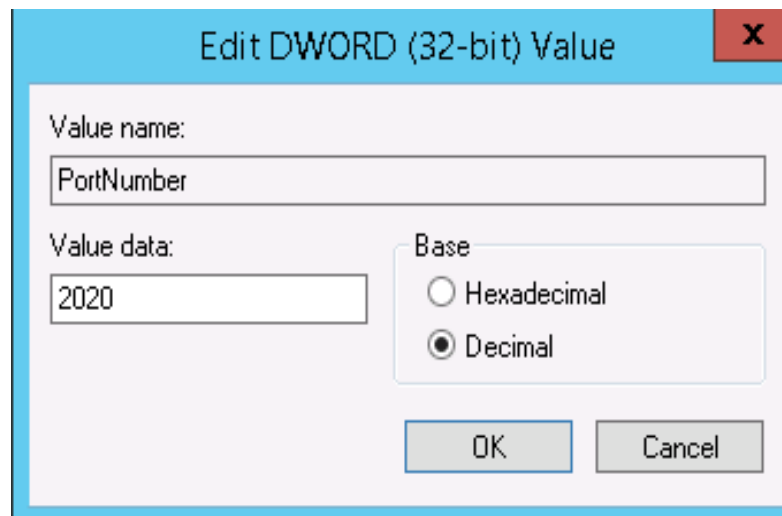 Edit DWORD (32-bit) Value
x
Value name:
PortNumber
Value data:
2020
Base
Hexadecimal
Decimal
OK
Cancel